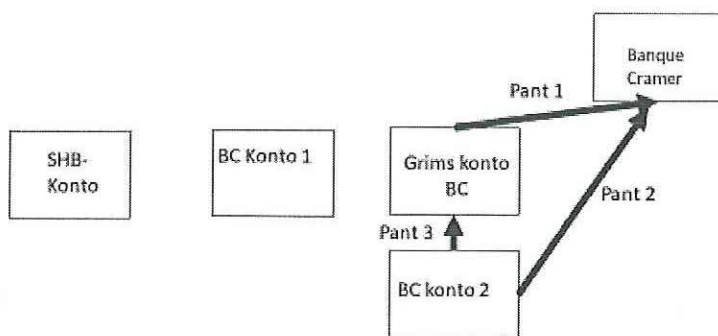 Banque
Cramer
Pant 1
SHB-
Konto
BC Konto 1
Grims konto
BC
Pant 2
Pant 3
BC konto 2